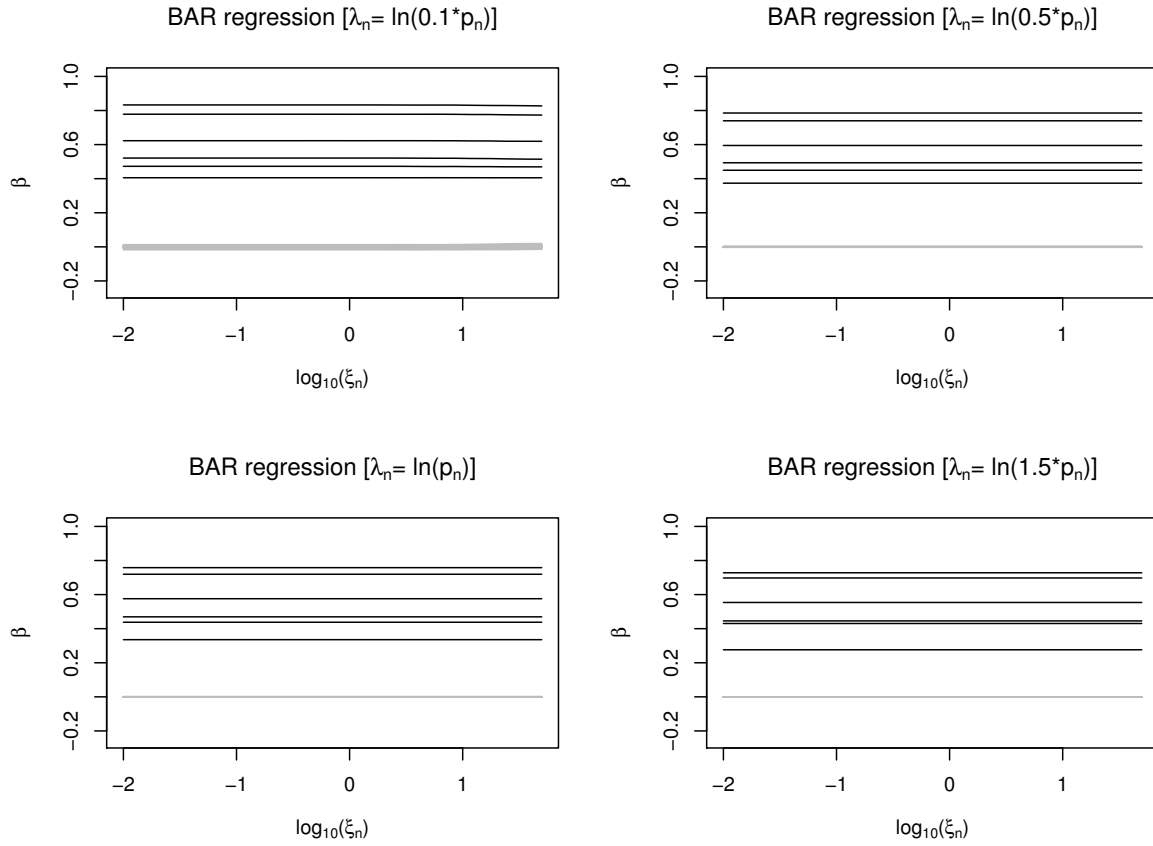 BAR regression [λn= ln(0.1*pn)]
1.0
0.6
0.2
−0.2
β
−2 −1 0 1
log10(ξn)
BAR regression [λn= ln(0.5*pn)]
1.0
0.6
0.2
−0.2
β
−2 −1 0 1
log10(ξn)
BAR regression [λn= ln(pn)]
1.0
0.6
0.2
−0.2
β
−2 −1 0 1
log10(ξn)
BAR regression [λn= ln(1.5*pn)]
1.0
0.6
0.2
−0.2
β
−2 −1 0 1
log10(ξn)